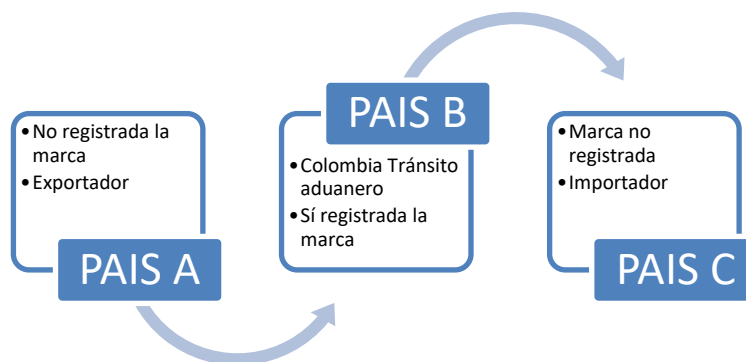 •No registrada la
marca
•Exportador
PAIS A
PAIS B
•Colombia Tránsito
aduanero
•Sí registrada la
marca
•Marca no
registrada
•Importador
PAIS C